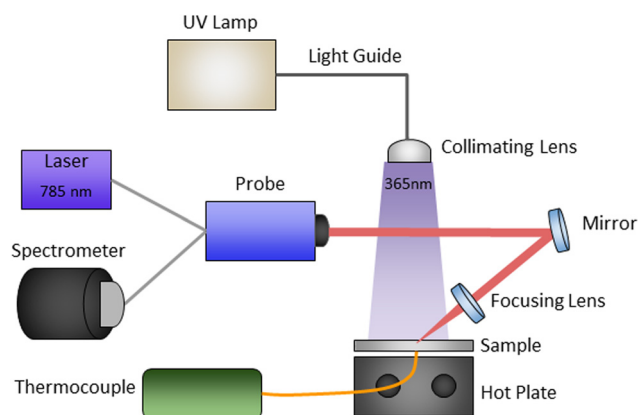 UV Lamp
Light Guide
Collimating Lens
Laser
785 nm
Probe
365nm
Mirror
Spectrometer
Focusing Lens
Sample
Thermocouple
Hot Plate